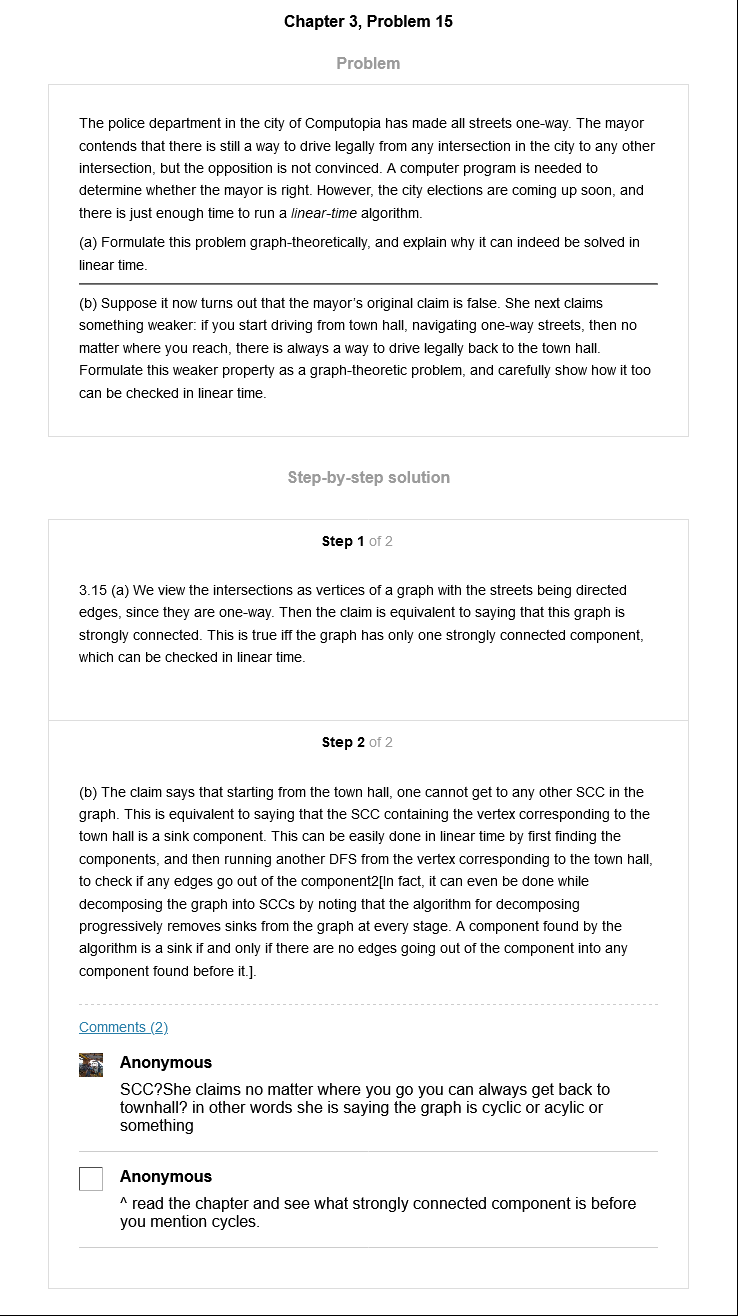 Chapter 3, Problem 15
Problem
The police department in the city of Computopia has made all streets one-way. The mayor
contends that there is still a way to drive legally from any intersection in the city to any other
intersection, but the opposition is not convinced. A computer program is needed to
determine whether the mayor is right. However, the city elections are coming up soon, and
there is just enough time to run a linear-time algorithm.
(a) Formulate this problem graph-theoretically, and explain why it can indeed be solved in
linear time.
(b) Suppose it now turns out that the mayor's original claim is false. She next claims
something weaker: if you start driving from town hall, navigating one-way streets, then no
matter where you reach, there is always a way to drive legally back to the town hall.
Formulate this weaker property as a graph-theoretic problem, and carefully show how it too
can be checked in linear time.
Step-by-step solution
Step 1 of 2
3.15 (a) We view the intersections as vertices of a graph with the streets being directed
edges, since they are one-way. Then the claim is equivalent to saying that this graph is
strongly connected. This is true iff the graph has only one strongly connected component,
which can be checked in linear time.
Step 2 of 2
(b) The claim says that starting from the town hall, one cannot get to any other SCC in the
graph. This is equivalent to saying that the SCC containing the vertex corresponding to the
town hall is a sink component. This can be easily done in linear time by first finding the
components, and then running another DFS from the vertex corresponding to the town hall,
to check if any edges go out of the component2[In fact, it can even be done while
decomposing the graph into SCCs by noting that the algorithm for decomposing
progressively removes sinks from the graph at every stage. A component found by the
algorithm is a sink if and only if there are no edges going out of the component into any
component found before it.].
Comments (2)
Anonymous
SCC?She claims no matter where you go you can always get back to
townhall? in other words she is saying the graph is cyclic or acylic or
something
Anonymous
^ read the chapter and see what strongly connected component is before
you mention cycles.